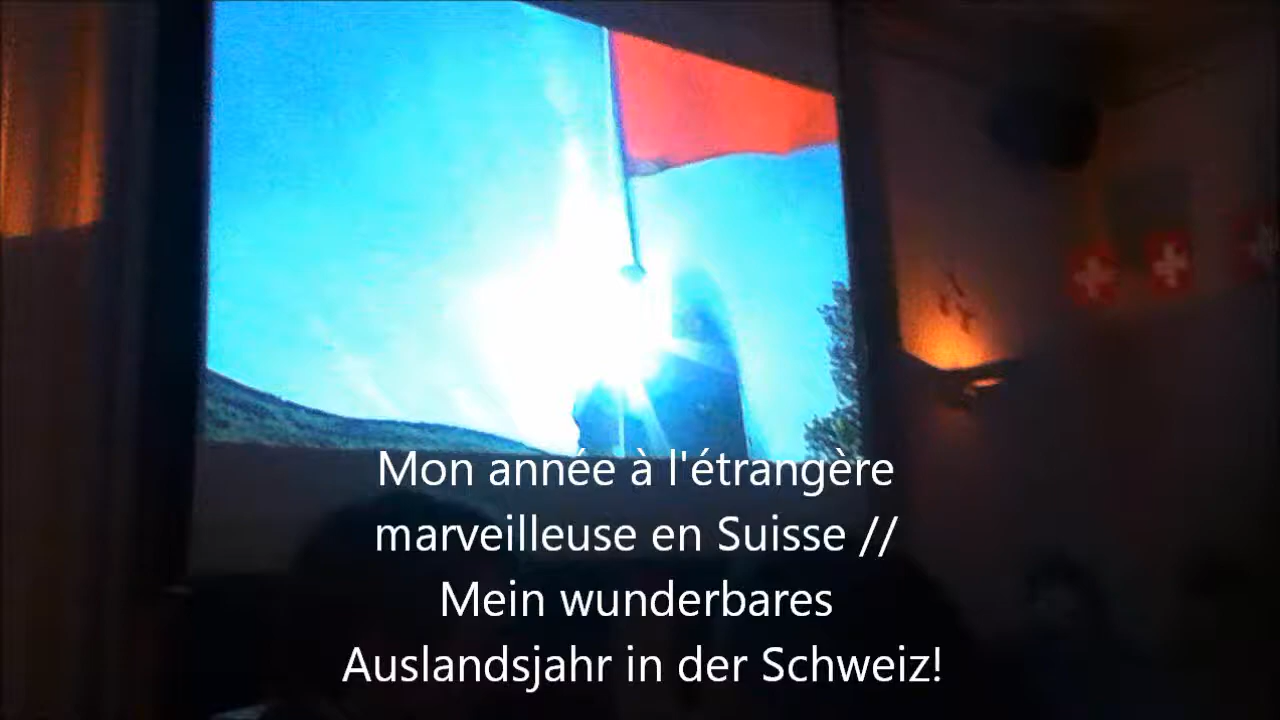 Mon année à l'étrangère
marveilleuse en Suisse //
Mein wunderbares
Auslandsjahr in der Schweiz!